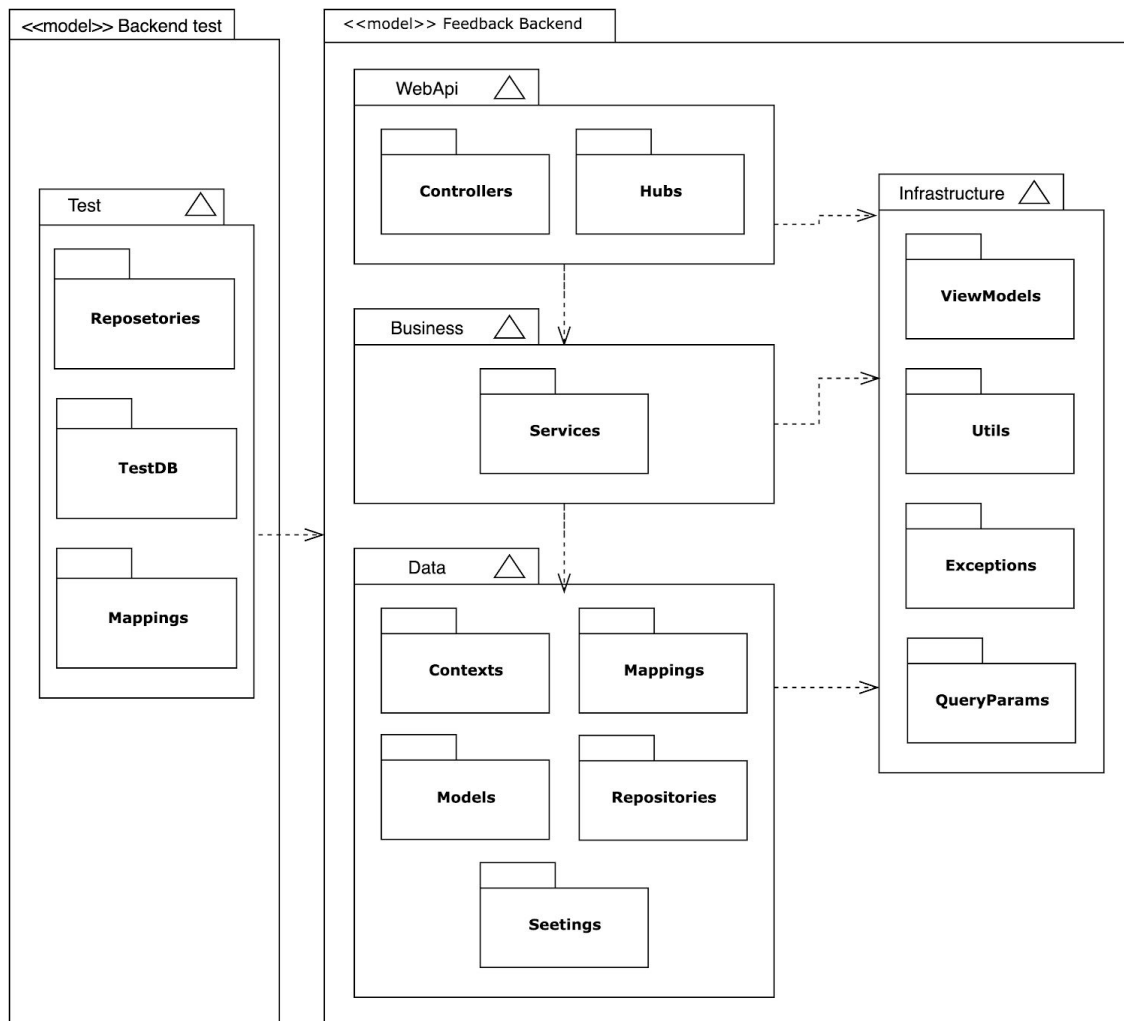 <<model>> Backend test
Test
Reposetories
TestDB
Mappings
<<model>> Feedback Backend
WebApi
Controllers
Hubs
Business
Services
Data
Contexts
Mappings
Models
Repositories
Seetings
Infrastructure
ViewModels
Utils
Exceptions
QueryParams